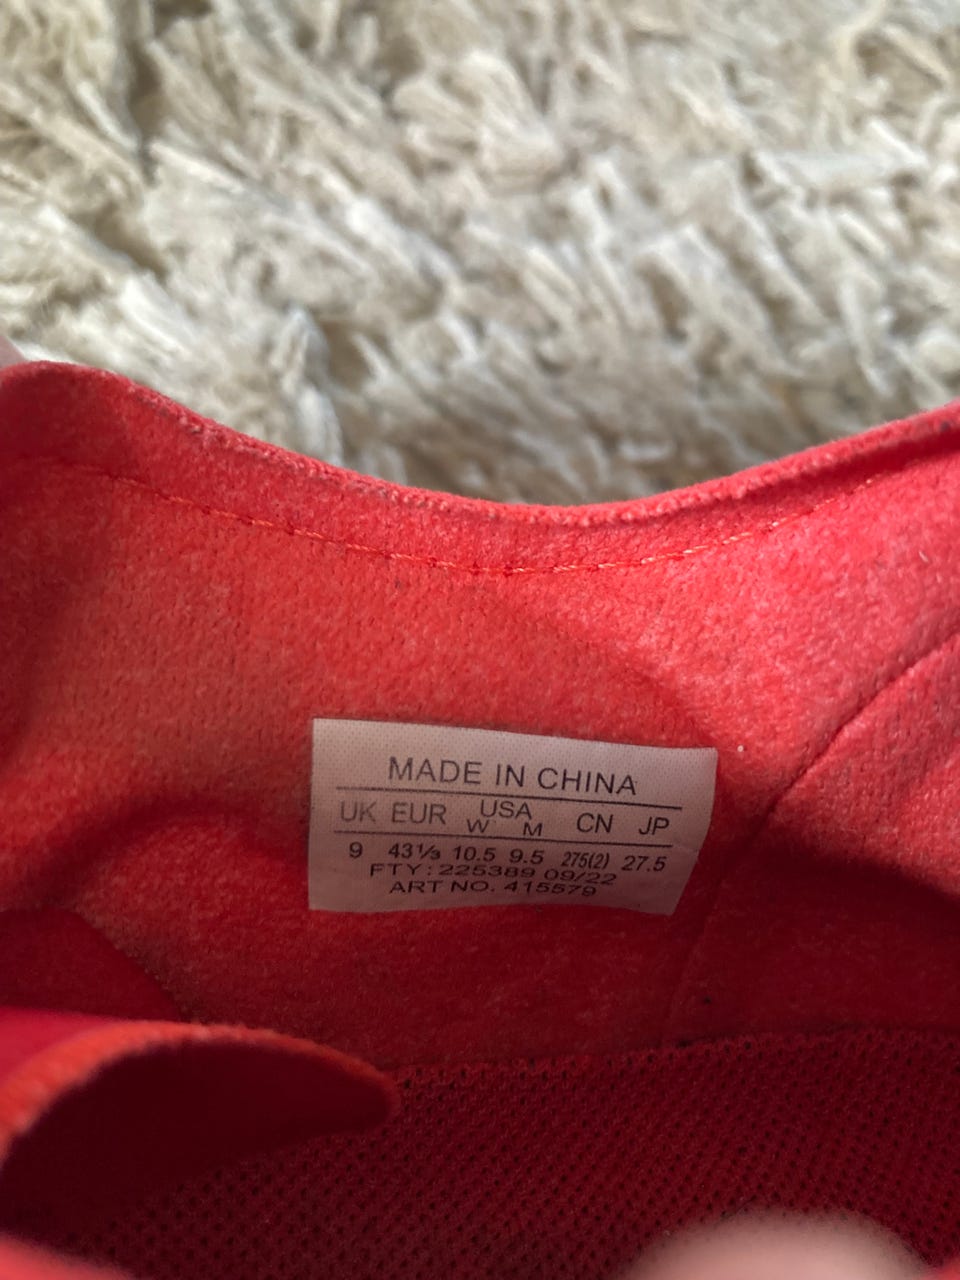 MADE IN CHINA
UK EUR USA W M CN JP
9 43⅓ 10.5 9.5 275(2) 27.5
FTY: 225389 09/22
ART NO. 415579